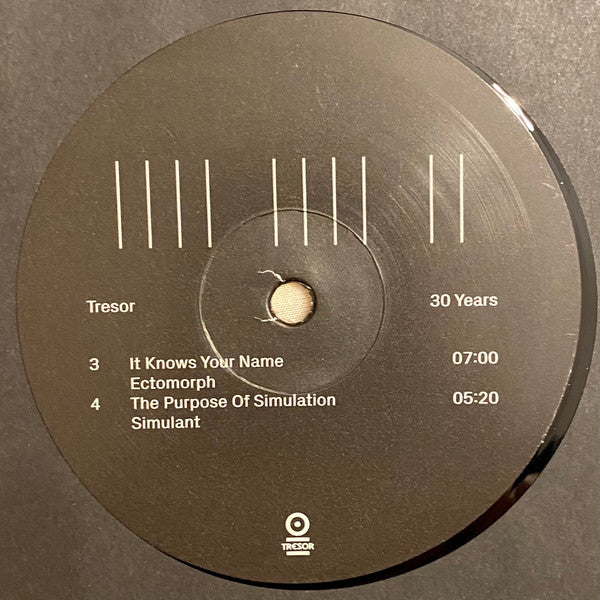 Tresor 30 Years
3 It Knows Your Name 07:00
Ectomorph
4 The Purpose Of Simulation 05:20
Simulant
TRESOR